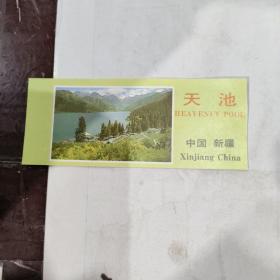 天池
HEAVENLY POOL
中国 新疆
Xinjiang China